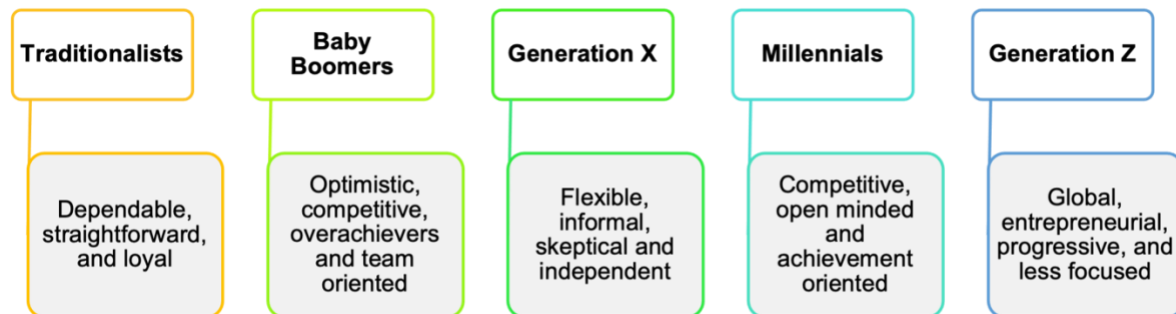 Traditionalists
Baby
Boomers
Generation X
Millennials
Generation Z
Dependable,
straightforward,
and loyal
Optimistic,
competitive,
overachievers
and team
oriented
Flexible,
informal,
skeptical and
independent
Competitive,
open minded
and
achievement
oriented
Global,
entrepreneurial,
progressive, and
less focused